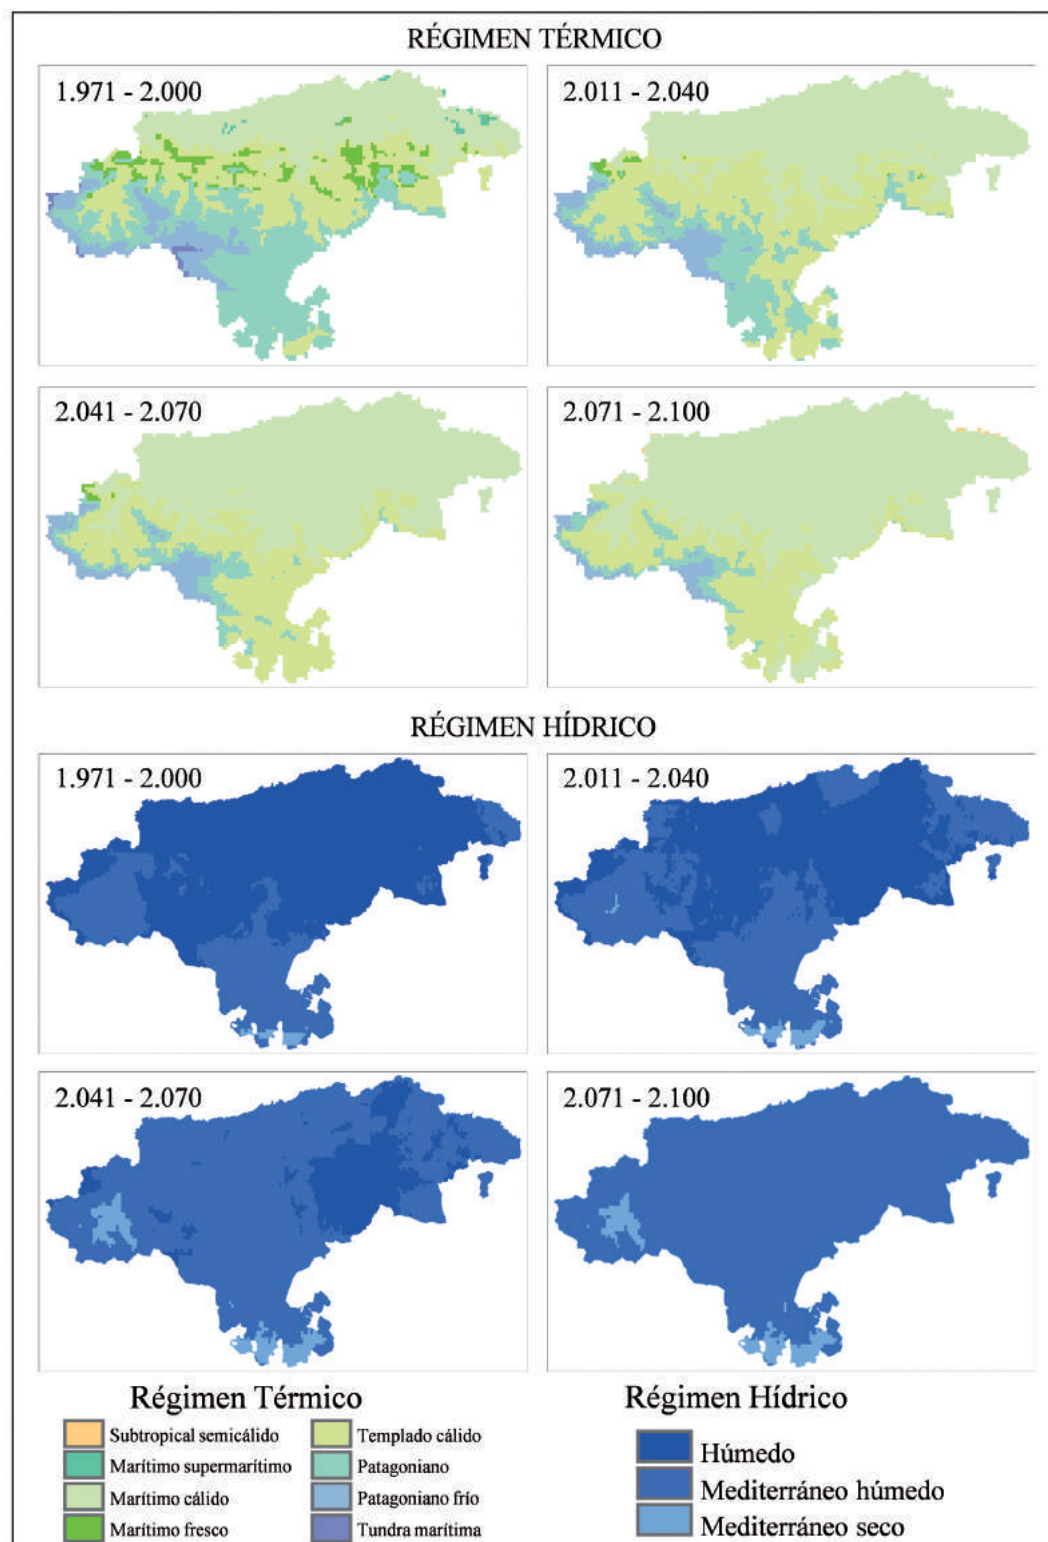 RÉGIMEN TÉRMICO
1.971 - 2.000
2.011 - 2.040
2.041 - 2.070
2.071 - 2.100
RÉGIMEN HÍDRICO
1.971 - 2.000
2.011 - 2.040
2.041 - 2.070
2.071 - 2.100
Régimen Térmico
Subtropical semicálido
Marítimo supermarítimo
Marítimo cálido
Marítimo fresco
Templado cálido
Patagoniano
Patagoniano frío
Tundra marítima
Régimen Hídrico
Húmedo
Mediterráneo húmedo
Mediterráneo seco